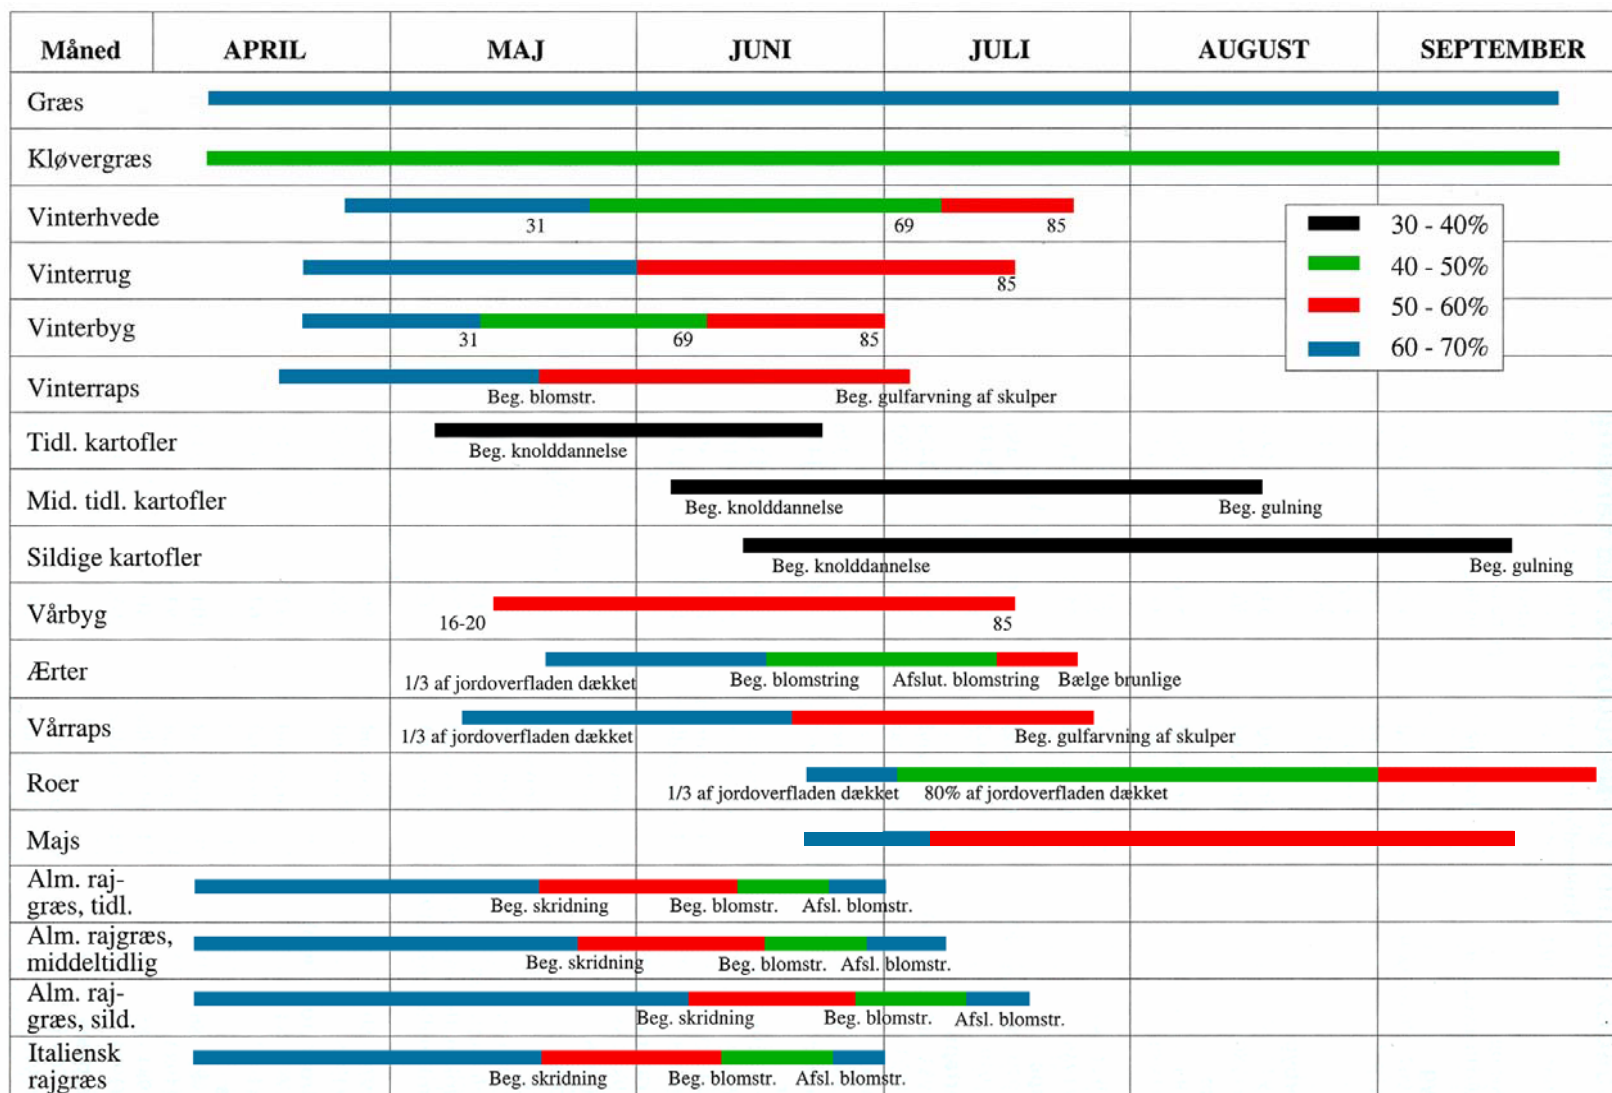 Måned APRIL MAJ JUNI JULI AUGUST SEPTEMBER
Græs
Kløvergræs
Vinterhvede
31 69 85
Vinterrug
85
Vinterbyg
31 69 85
Vinterraps
Beg. blomstr. Beg. gulfarvning af skulper
Tidl. kartofler
Beg. knolddannelse
Mid. tidl. kartofler
Beg. knolddannelse Beg. gulning
Sildige kartofler
Beg. knolddannelse Beg. gulning
Vårbyg
16-20 85
Ærter
1/3 af jordoverfladen dækket Beg. blomstring Afslut. blomstring Bælge brunlige
Vårraps
1/3 af jordoverfladen dækket Beg. gulfarvning af skulper
Roer
1/3 af jordoverfladen dækket 80% af jordoverfladen dækket
Majs
Alm. raj-
græs, tidl.
Beg. skridning Beg. blomstr. Afsl. blomstr.
Alm. rajgræs,
middeltidlig
Beg. skridning Beg. blomstr. Afsl. blomstr.
Alm. raj-
græs, sild.
Beg. skridning Beg. blomstr. Afsl. blomstr.
Italiensk
rajgræs
Beg. skridning Beg. blomstr. Afsl. blomstr.
30 - 40%
40 - 50%
50 - 60%
60 - 70%